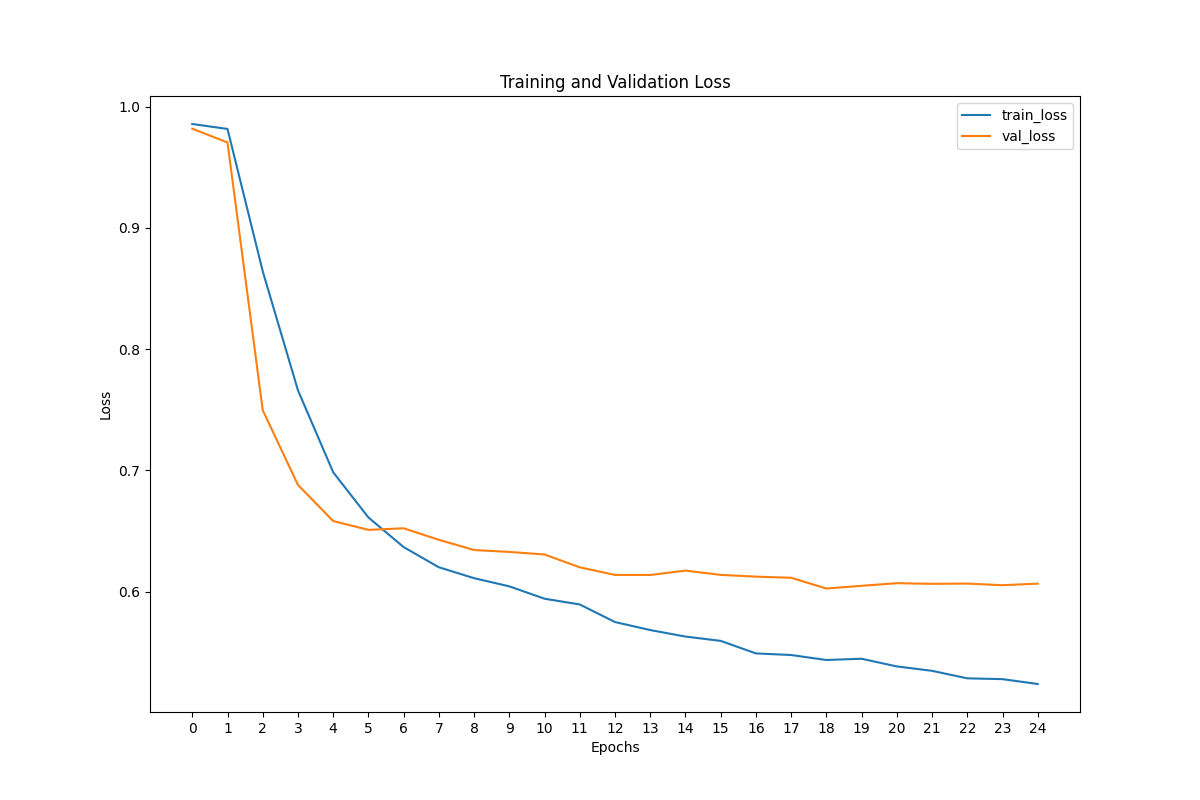 Training and Validation Loss
train_loss
val_loss
1.0
0.9
0.8
0.7
0.6
Loss
0 1 2 3 4 5 6 7 8 9 10 11 12 13 14 15 16 17 18 19 20 21 22 23 24
Epochs